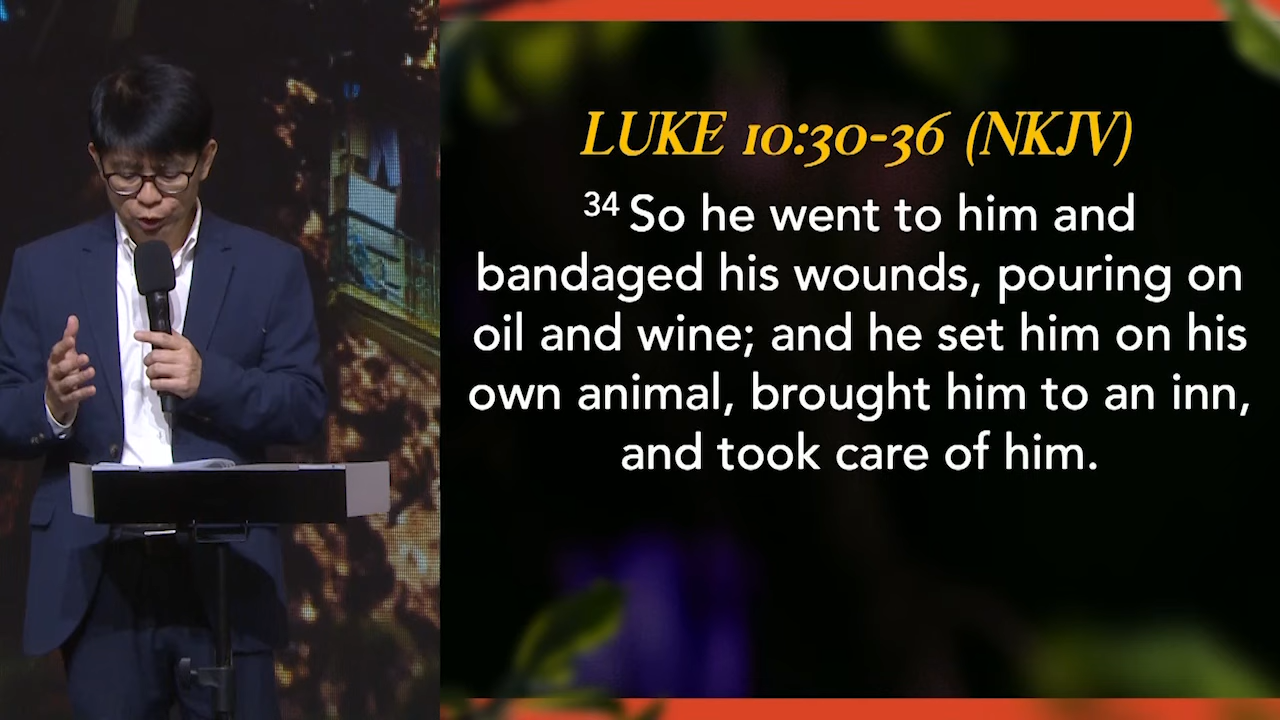 LUKE 10:30-36 (NKJV)
34 So he went to him and
bandaged his wounds, pouring on
oil and wine; and he set him on his
own animal, brought him to an inn,
and took care of him.